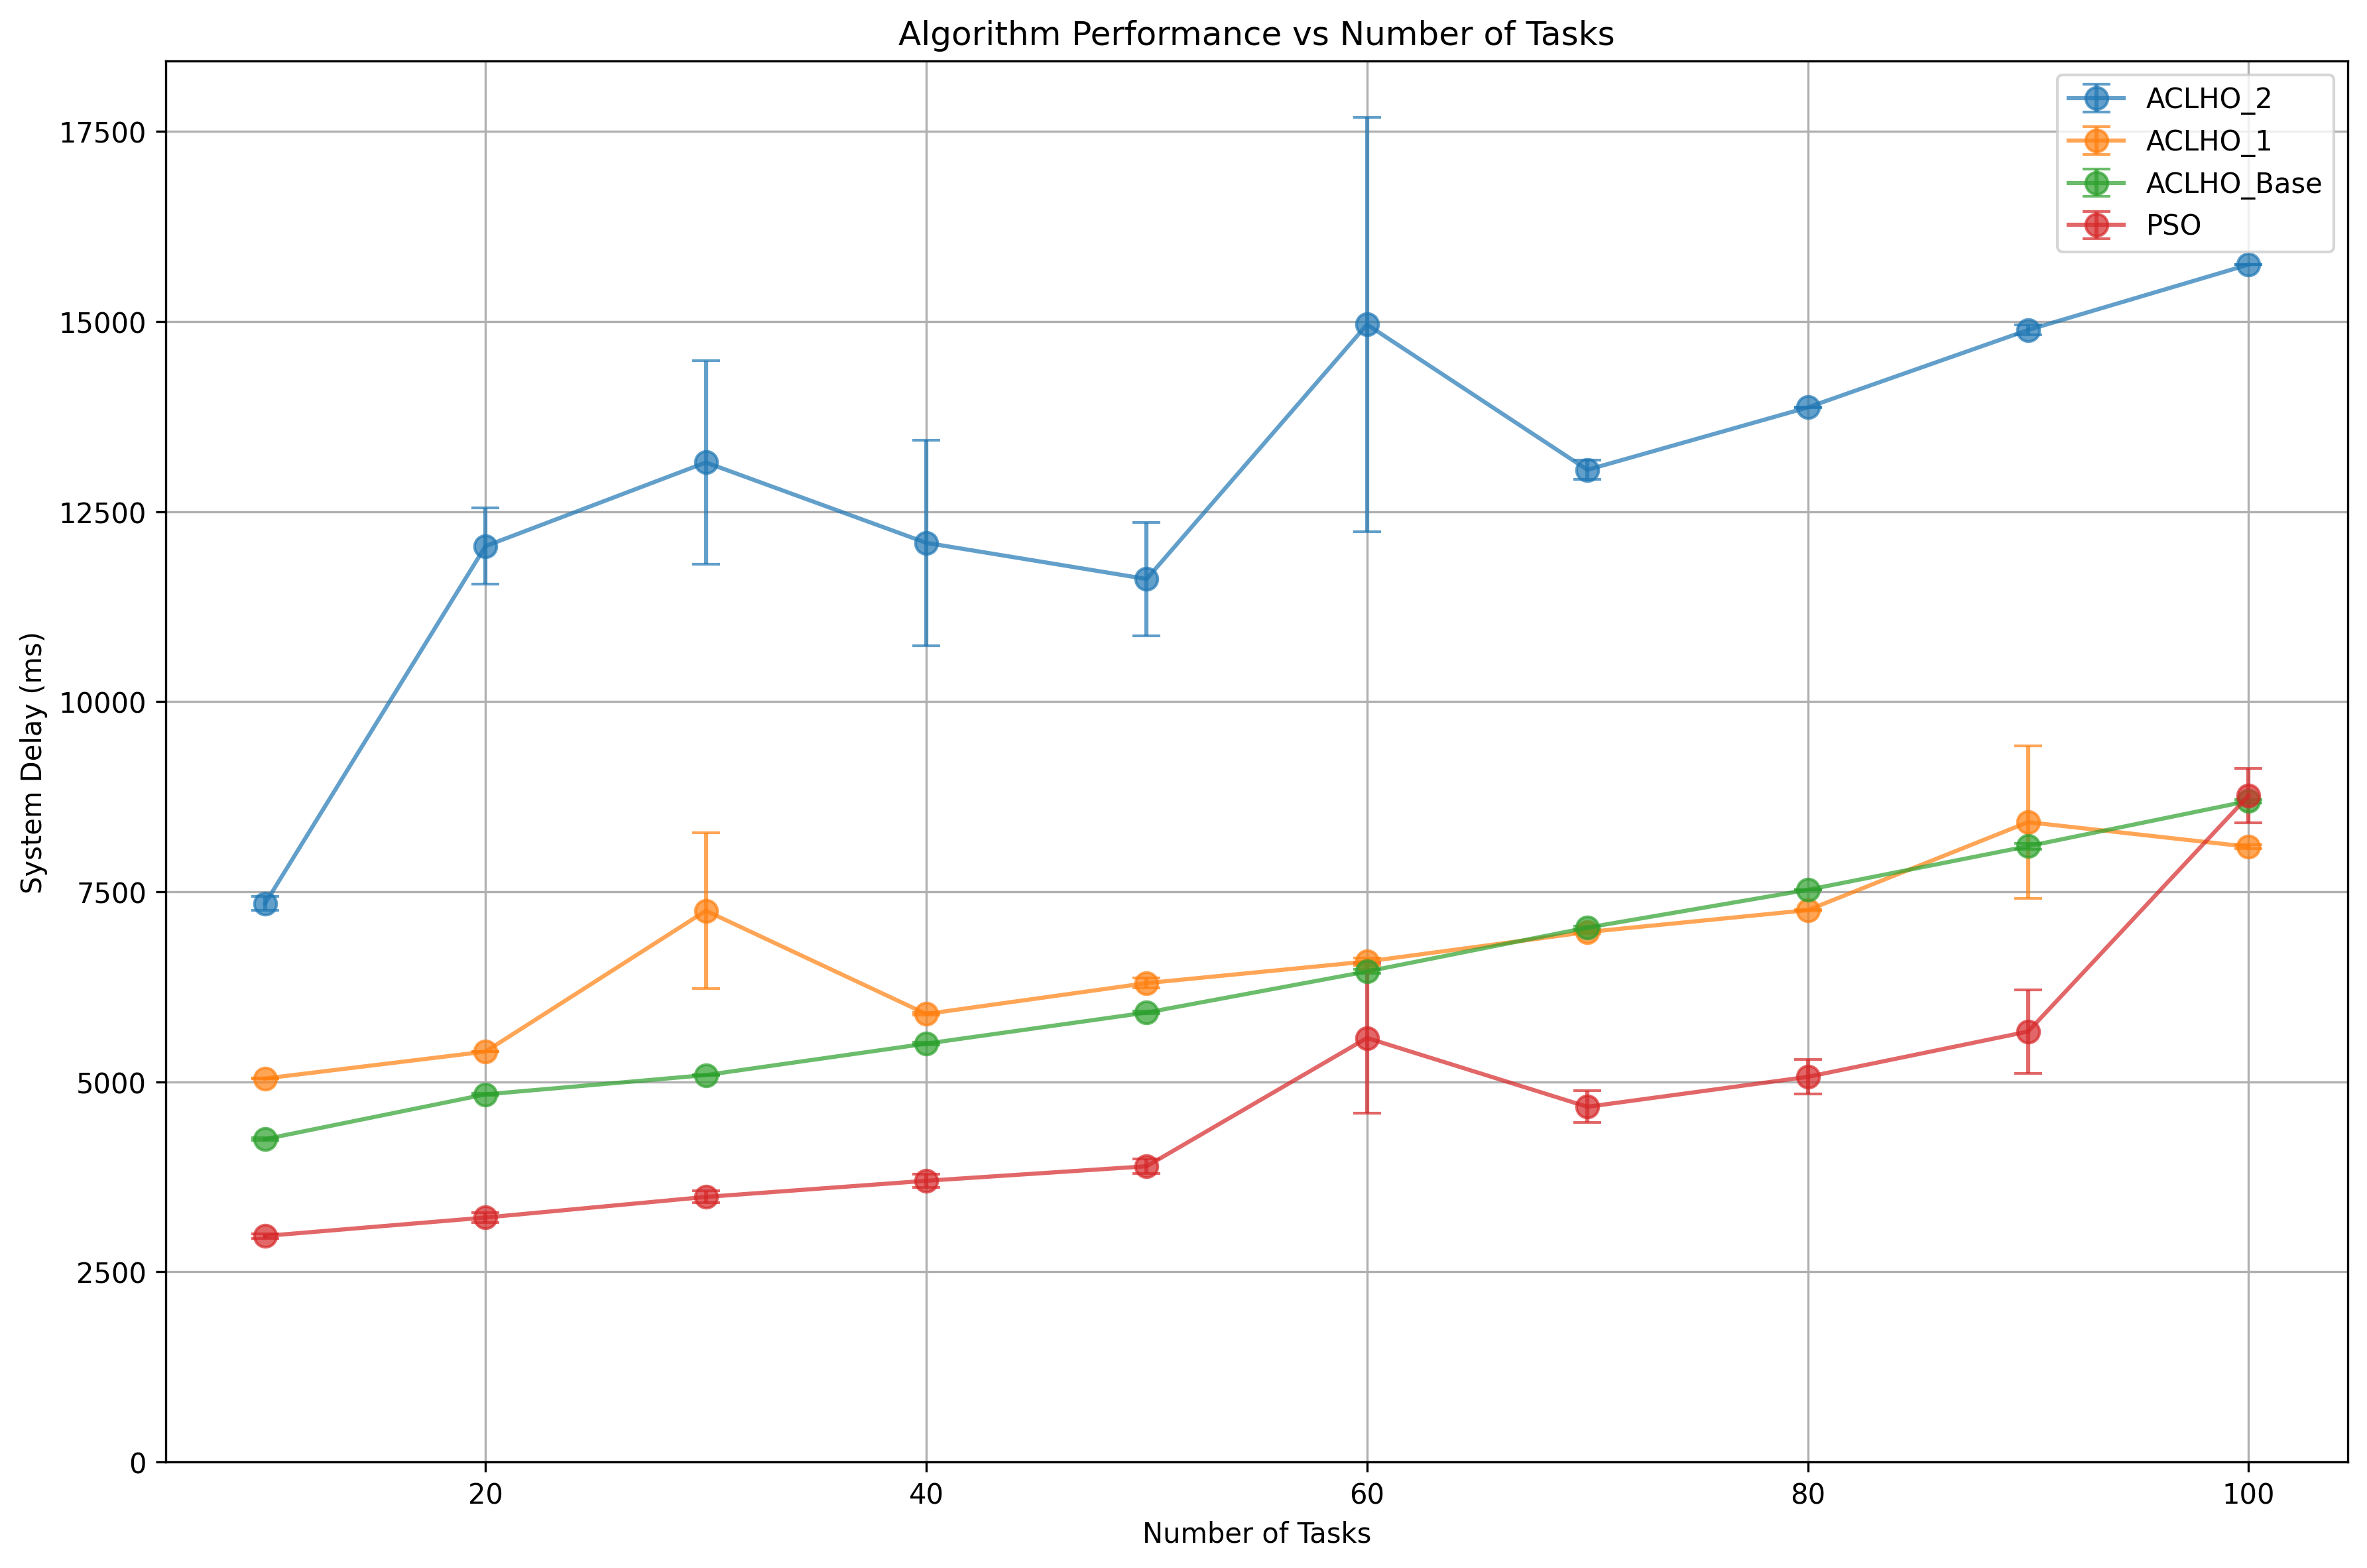 Algorithm Performance vs Number of Tasks
ACLHO_2
ACLHO_1
ACLHO_Base
PSO
17500
15000
12500
10000
7500
5000
2500
0
System Delay (ms)
20 40 60 80 100
Number of Tasks